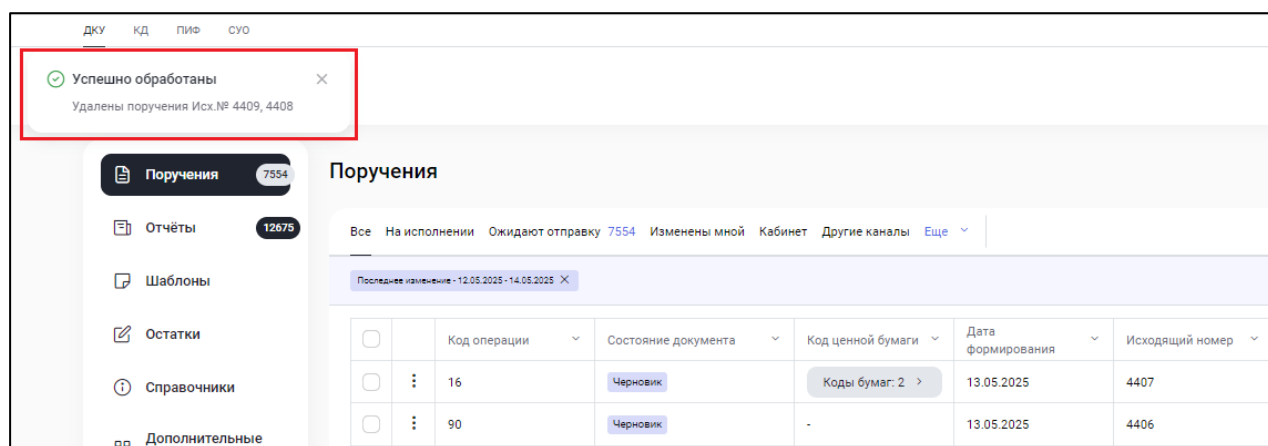 ДКУ КД ПИФ СУО
Успешно обработаны
Удалены поручения Исх.№ 4409, 4408
Поручения 7554
Отчёты 12675
Шаблоны
Остатки
Справочники
Дополнительные
Поручения
Все На исполнении Ожидают отправку 7554 Изменены мной Кабинет Другие каналы Еще
Последнее изменение - 12.05.2025 - 14.05.2025
Код операции Состояние документа Код ценной бумаги Дата формирования Исходящий номер
16 Черновик Коды бумаг: 2 13.05.2025 4407
90 Черновик - 13.05.2025 4406